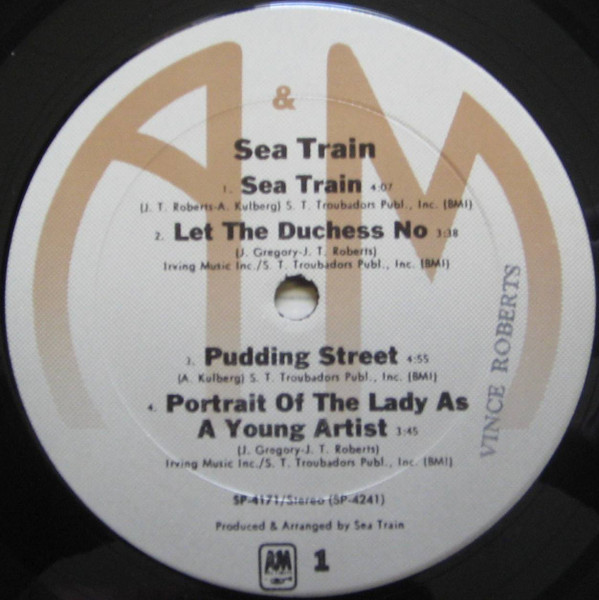 A & M
Sea Train
1. Sea Train 4:07
(J. T. Roberts-A. Kulberg) S. T. Troubadors Publ., Inc. (BMI)
2. Let The Duchess No 3:38
(J. Gregory-J. T. Roberts)
Irving Music Inc./S. T. Troubadors Publ., Inc. (BMI)
3. Pudding Street 4:55
(A. Kulberg) S. T. Troubadors Publ., Inc. (BMI)
4. Portrait Of The Lady As
A Young Artist 3:45
(J. Gregory-J. T. Roberts)
Irving Music Inc./S. T. Troubadors Publ., Inc. (BMI)
VINCE ROBERTS
SP-4171/Stereo (SP-4241)
Produced & Arranged by Sea Train
A&M 1